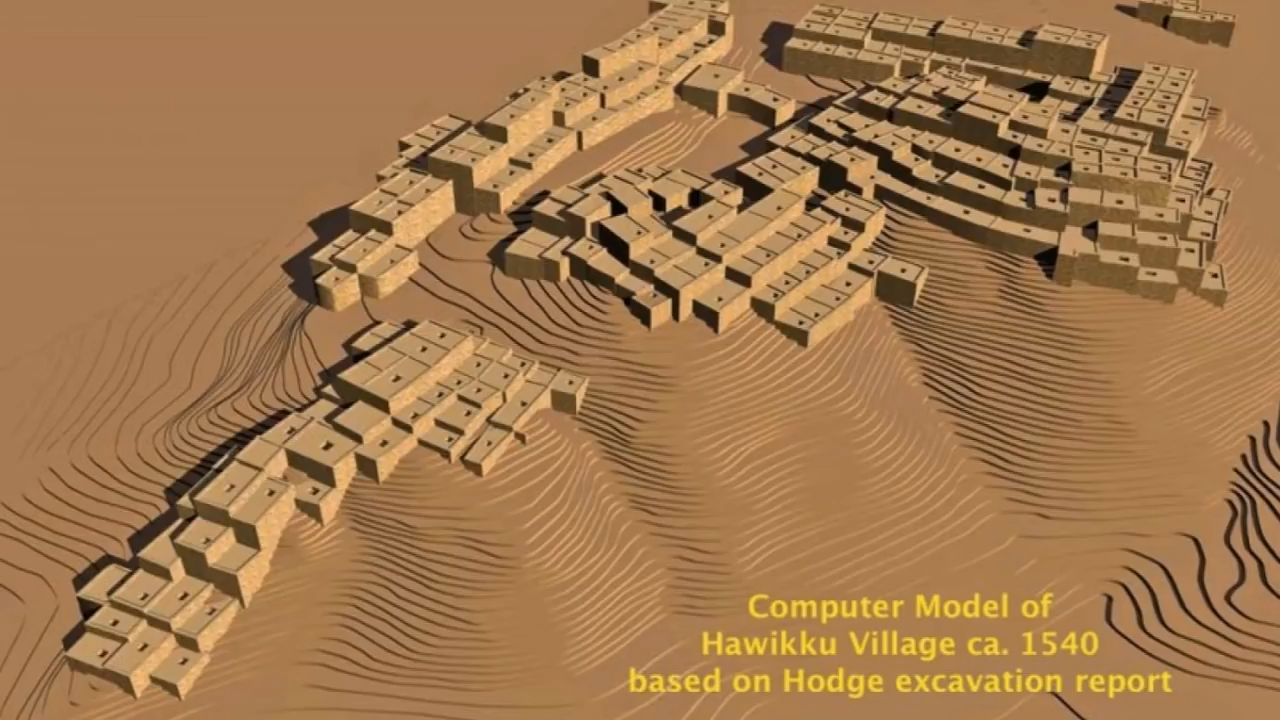 Computer Model of
Hawikku Village ca. 1540
based on Hodge excavation report